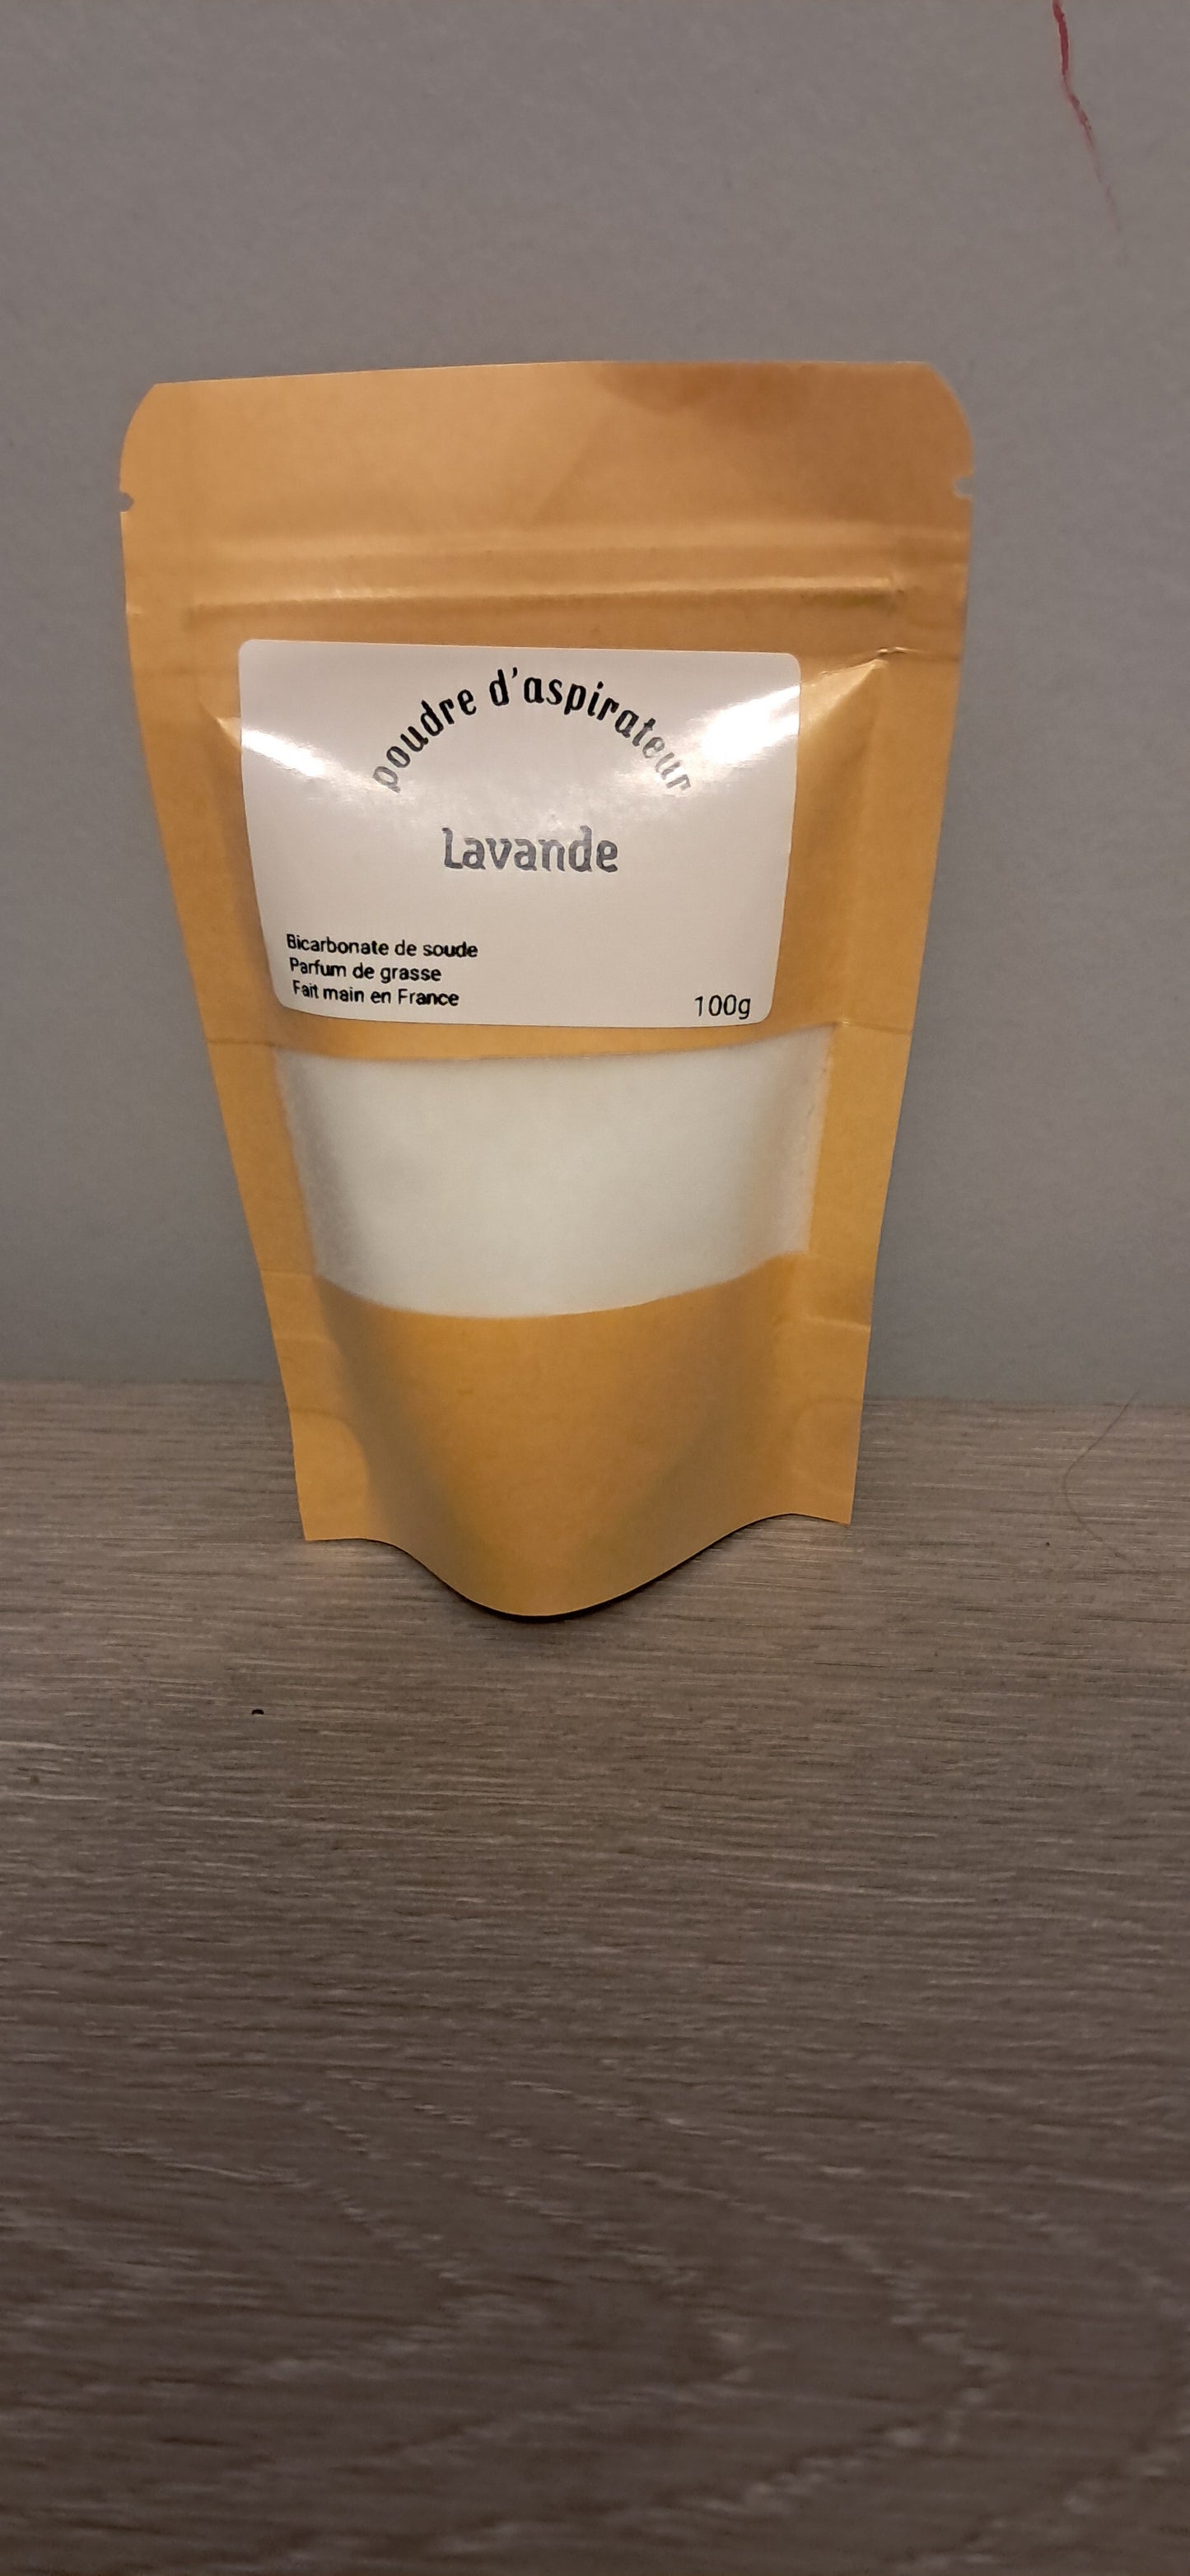 poudre d'aspirateur
Lavande
Bicarbonate de soude
Parfum de grasse
Fait main en France
100g